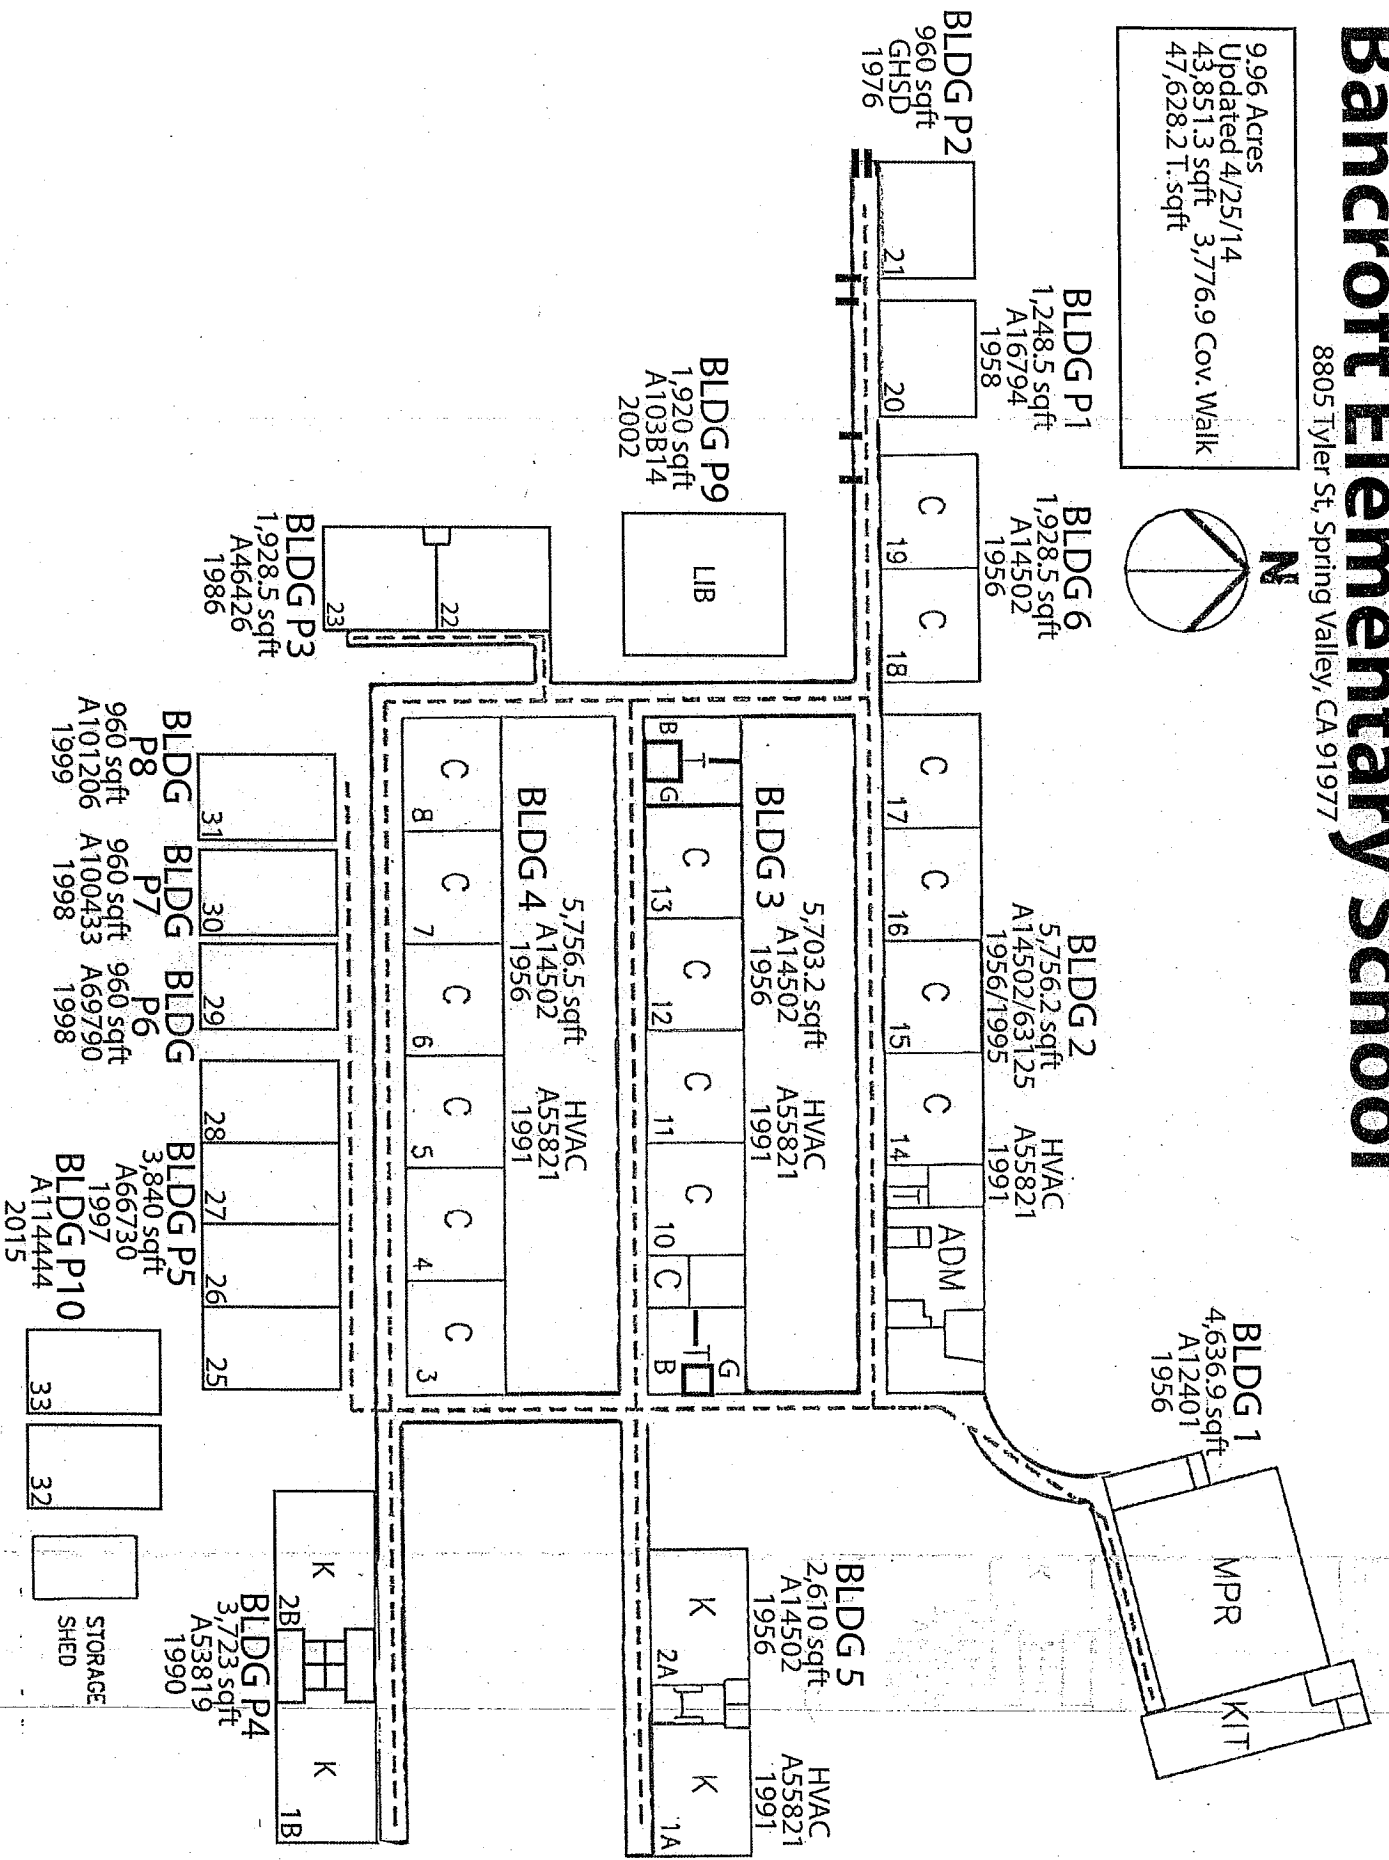 Bancroft Elementary School
8805 Tyler St, Spring Valley, CA 91977
9.96 Acres
Updated 4/25/14
43,851.3 sqft 3,776.9 Cov. Walk
47,628.2 T. sqft
N
BLDG P2
960 sqft
GHSD
1976
BLDG P1
1,248.5 sqft
A16794
1958
BLDG 6
1,928.5 sqft
A14502
1956
BLDG 2
5,756.2 sqft
A14502/63125
1956/1995
HVAC
A55821
1991
BLDG 1
4,636.9 sqft
A12401
1956
MPR
KIT
21
20
C
19
C
18
C
17
C
16
C
15
C
14
T
ADM
BLDG P9
1,920 sqft
A103B14
2002
LIB
BLDG 3
5,703.2 sqft
A14502
1956
HVAC
A55821
1991
B
T
G
C
13
C
12
C
11
C
10
C
T
B
G
BLDG 5
2,610 sqft
A14502
1956
HVAC
A55821
1991
K
2A
K
1A
BLDG 4
5,756.5 sqft
A14502
1956
HVAC
A55821
1991
C
8
C
7
C
6
C
5
C
4
C
3
BLDG P3
1,928.5 sqft
A46426
1986
23
22
BLDG
P8
960 sqft
A101206
1999
BLDG
P7
960 sqft
A100433
1998
BLDG
P6
960 sqft
A69790
1998
31
30
29
28
27
26
25
BLDG P5
3,840 sqft
A66730
1997
BLDG P10
A114444
2015
33
32
STORAGE
SHED
K
2B
K
1B
BLDG P4
3,723 sqft
A53819
1990